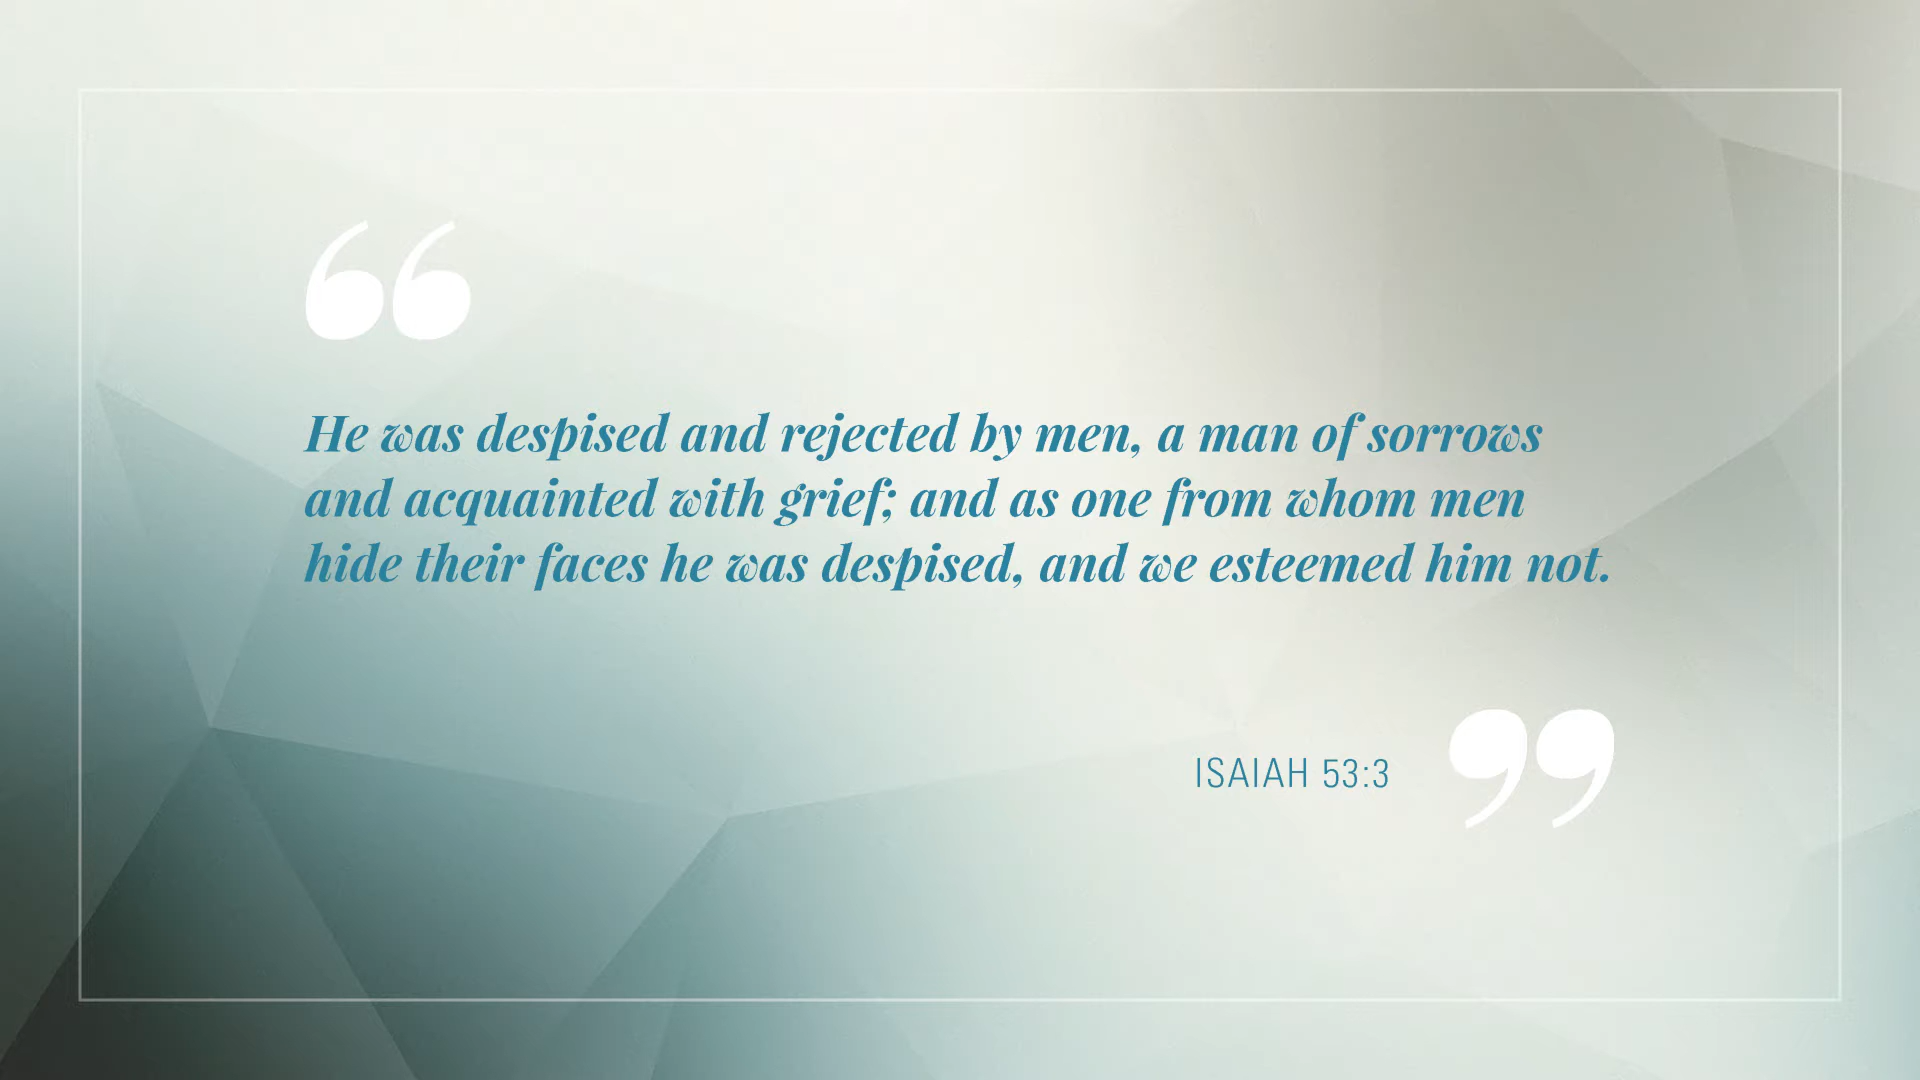 “
He was despised and rejected by men, a man of sorrows
and acquainted with grief; and as one from whom men
hide their faces he was despised, and we esteemed him not.
ISAIAH 53:3 ”